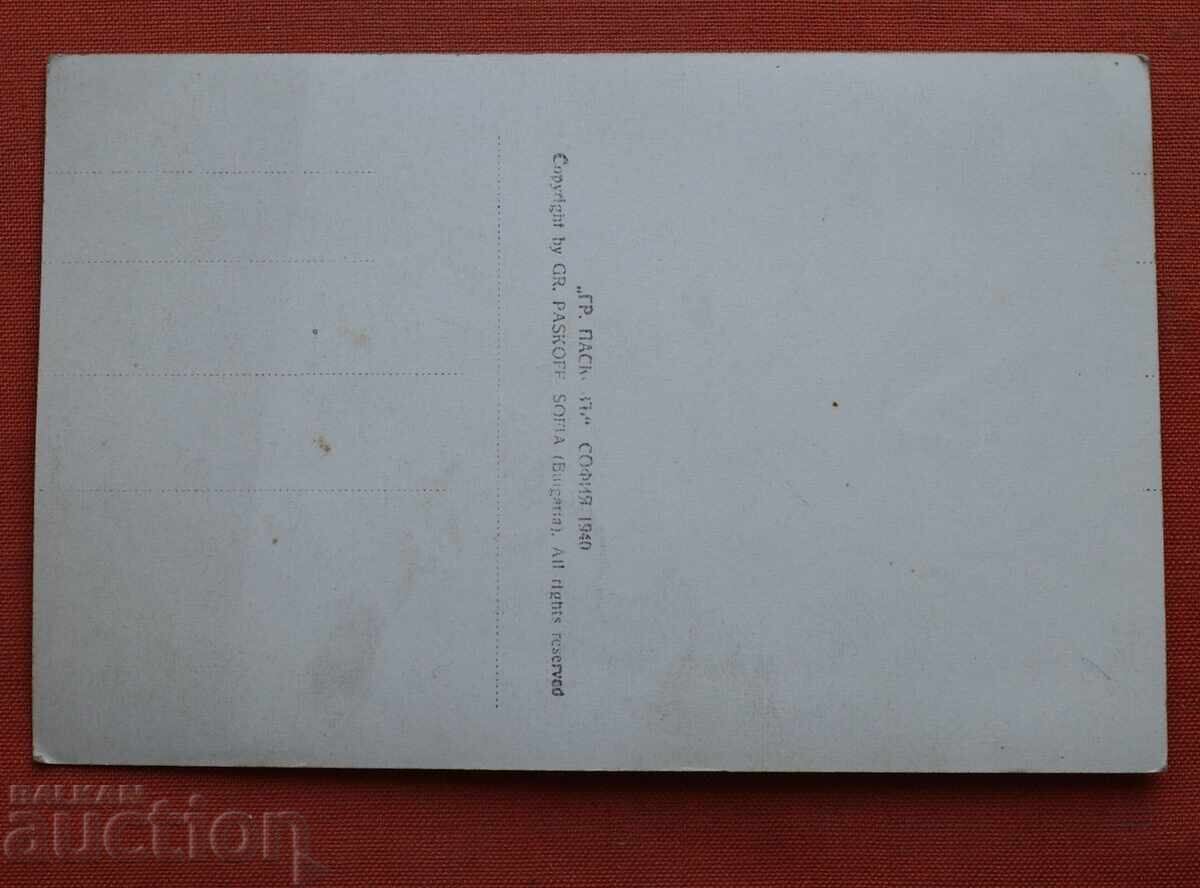 „ГР. ПАСК СОФИЯ 1940
Copyright by GR. PASKOFF SOFIA (Bulgaria). All rights reserved
BALKAN
auction